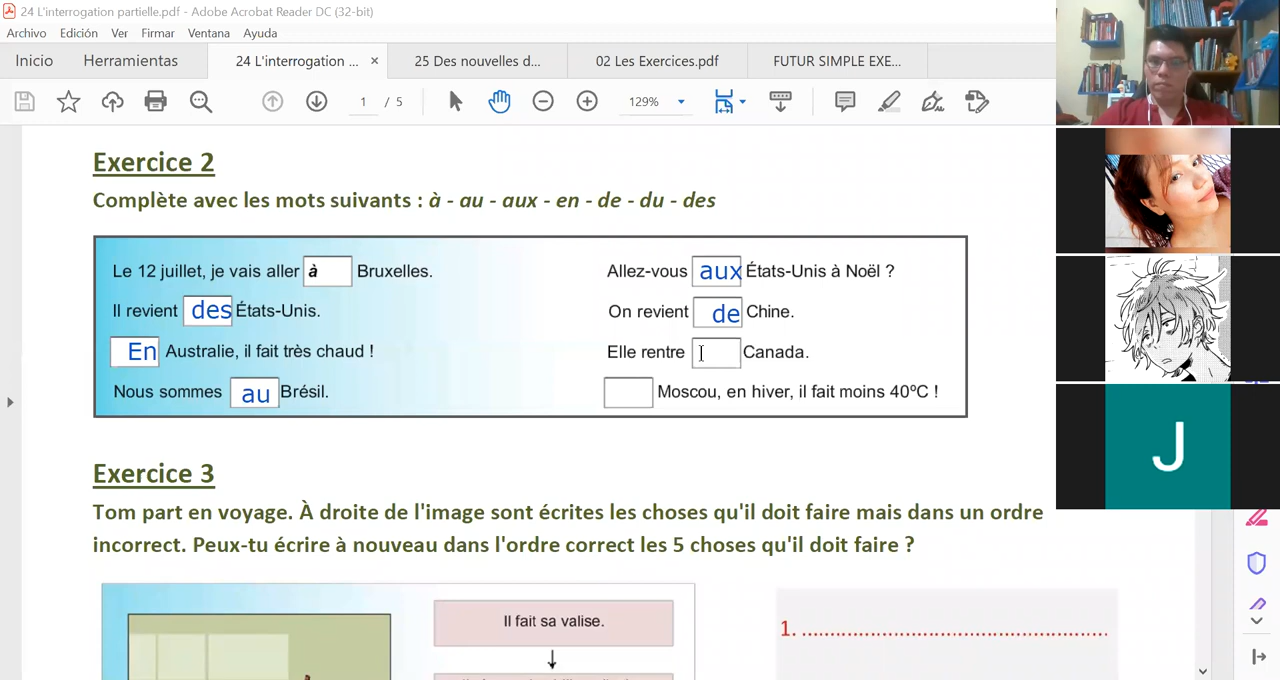 24 L'interrogation partielle.pdf - Adobe Acrobat Reader DC (32-bit)
Archivo Edición Ver Firmar Ventana Ayuda
Inicio Herramientas 24 L'interrogation ... × 25 Des nouvelles d... 02 Les Exercices.pdf FUTUR SIMPLE EXE...
1 / 5 129%
Exercice 2
Complète avec les mots suivants : à - au - aux - en - de - du - des
Le 12 juillet, je vais aller à Bruxelles.
Il revient des États-Unis.
En Australie, il fait très chaud !
Nous sommes au Brésil.
Allez-vous aux États-Unis à Noël ?
On revient de Chine.
Elle rentre Canada.
Moscou, en hiver, il fait moins 40ºC !
Exercice 3
Tom part en voyage. À droite de l'image sont écrites les choses qu'il doit faire mais dans un ordre
incorrect. Peux-tu écrire à nouveau dans l'ordre correct les 5 choses qu'il doit faire ?
Il fait sa valise.
1. ........................................................
J